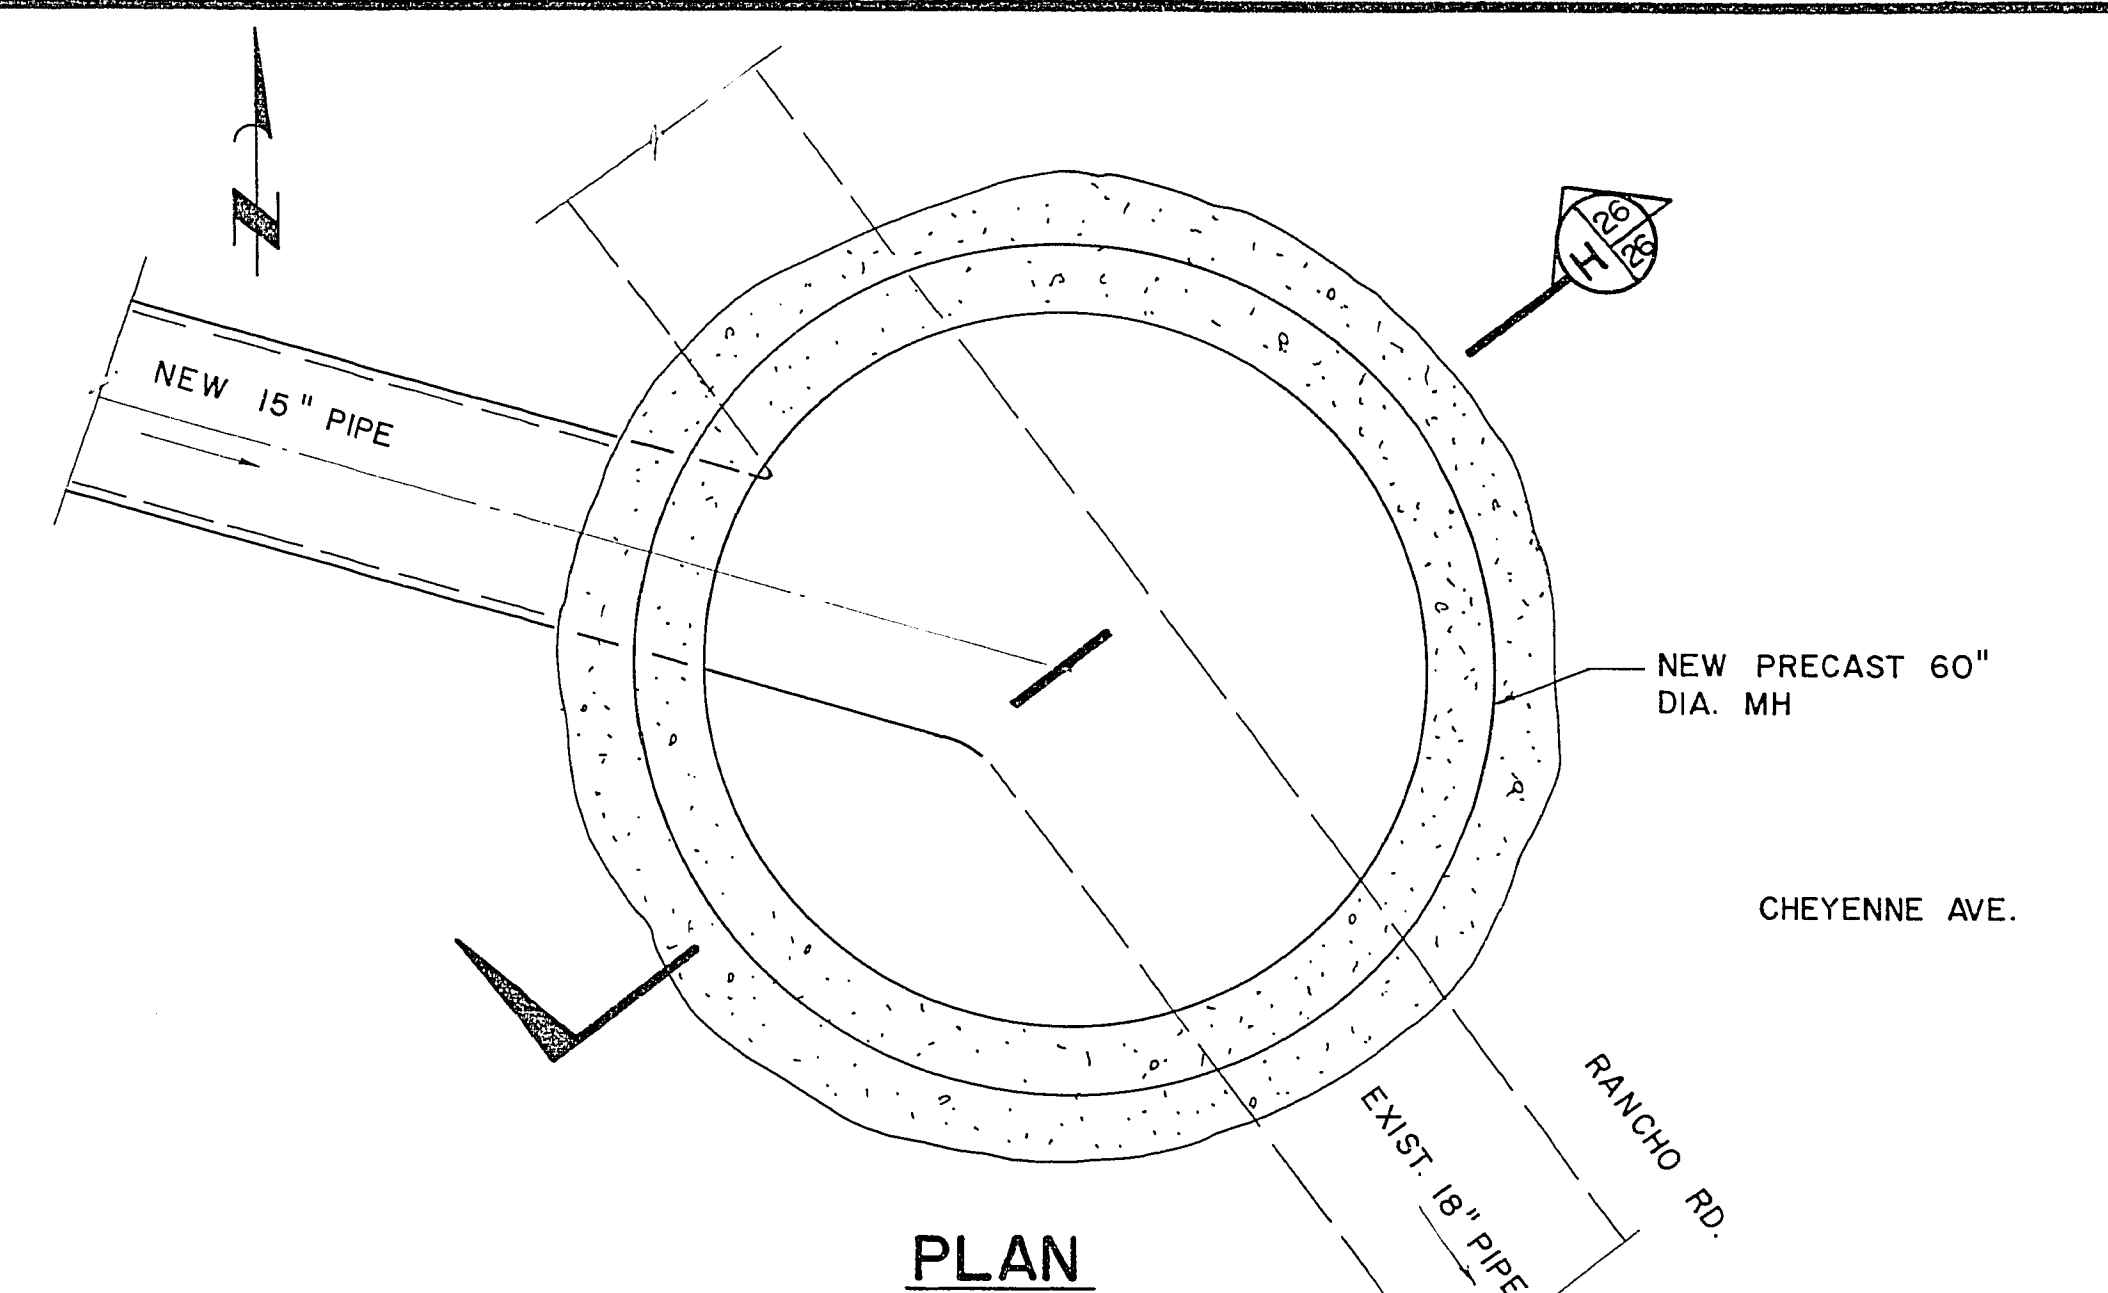 N
26
26
H
NEW 15" PIPE
NEW PRECAST 60"
DIA. MH
CHEYENNE AVE.
RANCHO RD.
EXIST. 18" PIPE
PLAN